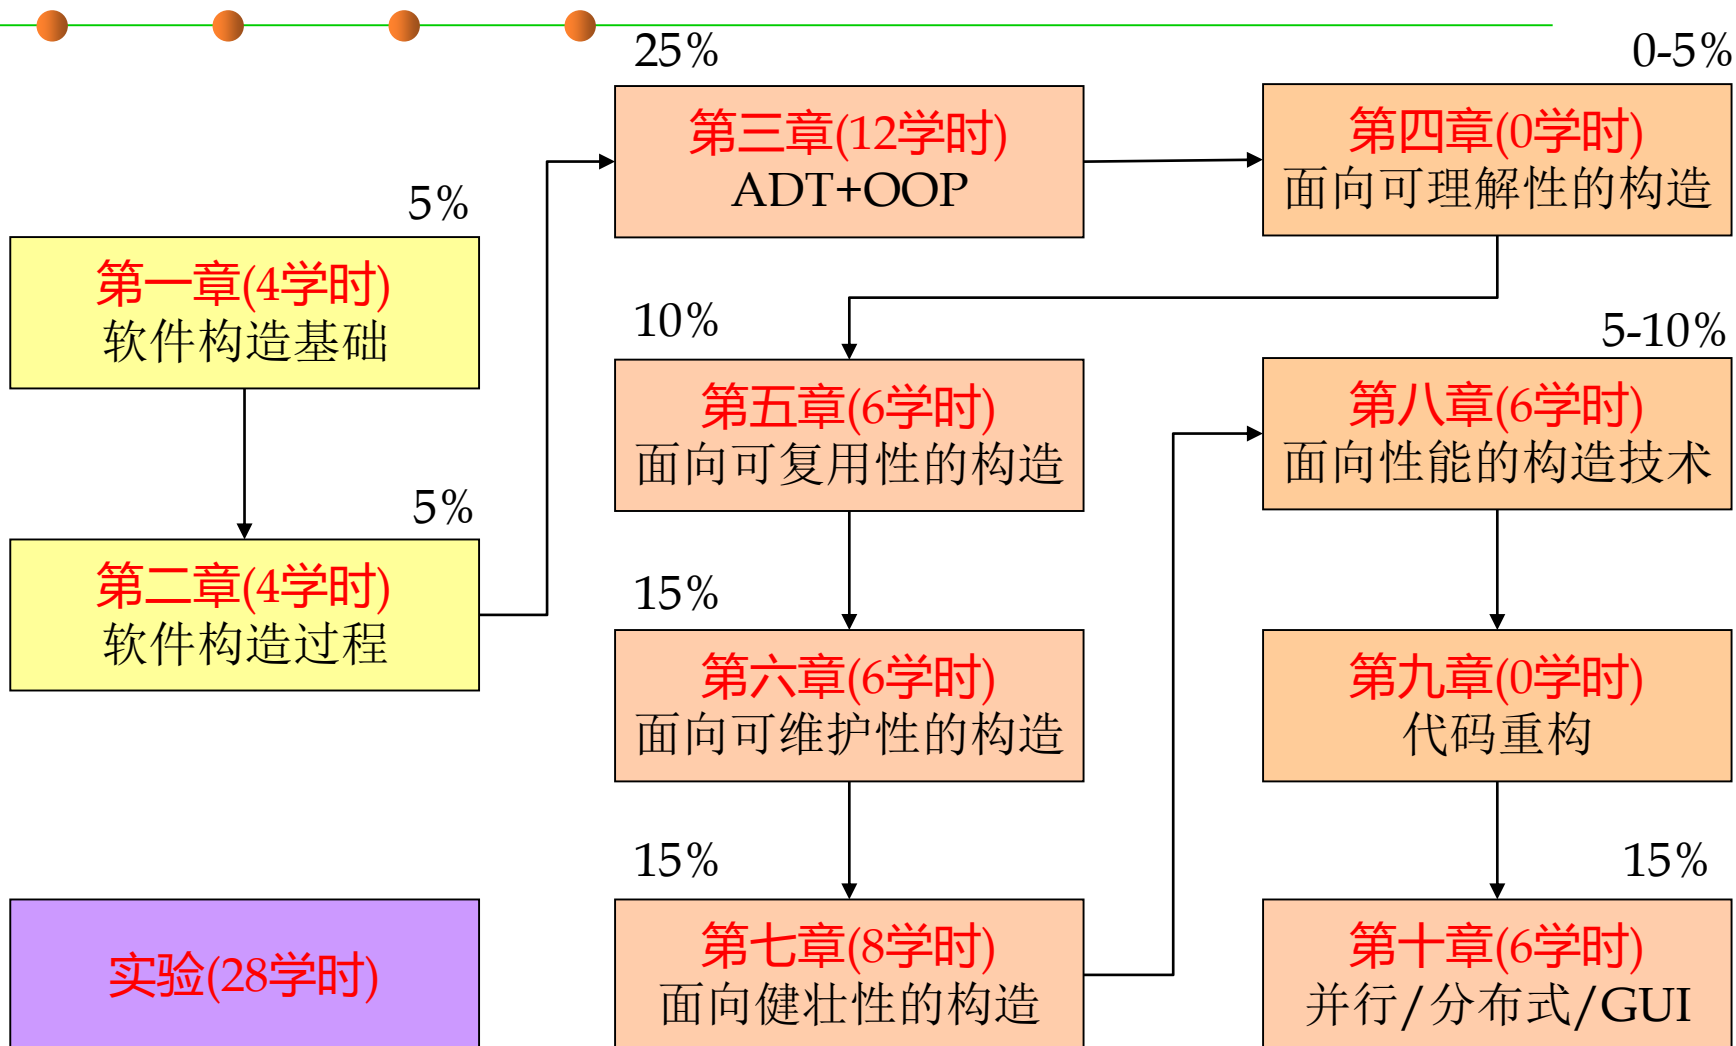 5%
第一章(4学时)
软件构造基础
5%
第二章(4学时)
软件构造过程
25%
第三章(12学时)
ADT+OOP
0-5%
第四章(0学时)
面向可理解性的构造
10%
第五章(6学时)
面向可复用性的构造
15%
第六章(6学时)
面向可维护性的构造
15%
第七章(8学时)
面向健壮性的构造
5-10%
第八章(6学时)
面向性能的构造技术
第九章(0学时)
代码重构
15%
第十章(6学时)
并行/分布式/GUI
实验(28学时)